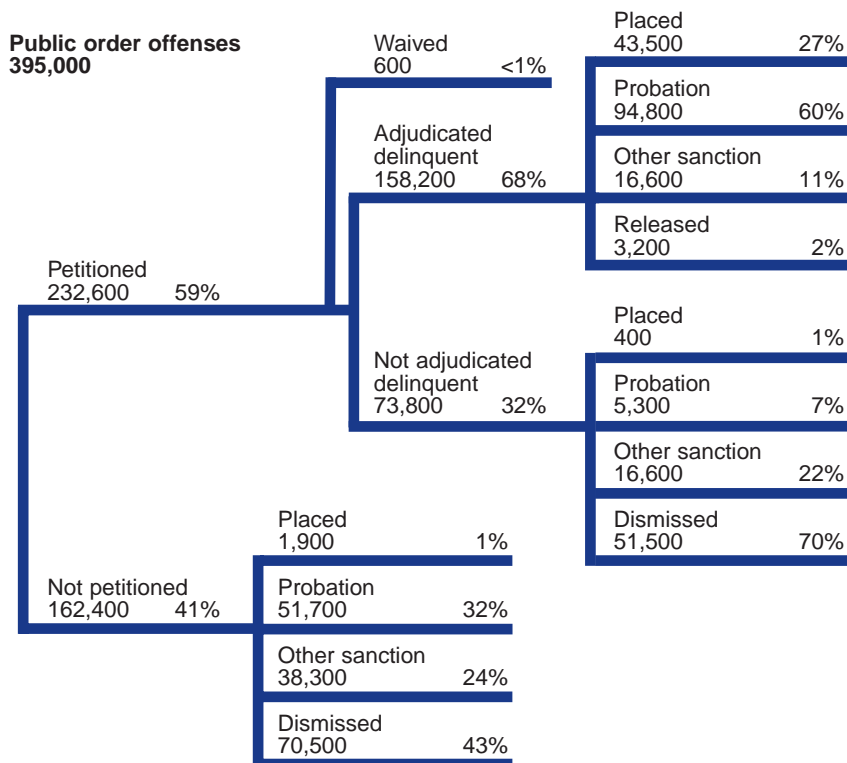 Public order offenses
395,000
Waived
600 <1%
Adjudicated
delinquent
158,200 68%
Placed
43,500 27%
Probation
94,800 60%
Other sanction
16,600 11%
Released
3,200 2%
Petitioned
232,600 59%
Not adjudicated
delinquent
73,800 32%
Placed
400 1%
Probation
5,300 7%
Other sanction
16,600 22%
Dismissed
51,500 70%
Not petitioned
162,400 41%
Placed
1,900 1%
Probation
51,700 32%
Other sanction
38,300 24%
Dismissed
70,500 43%